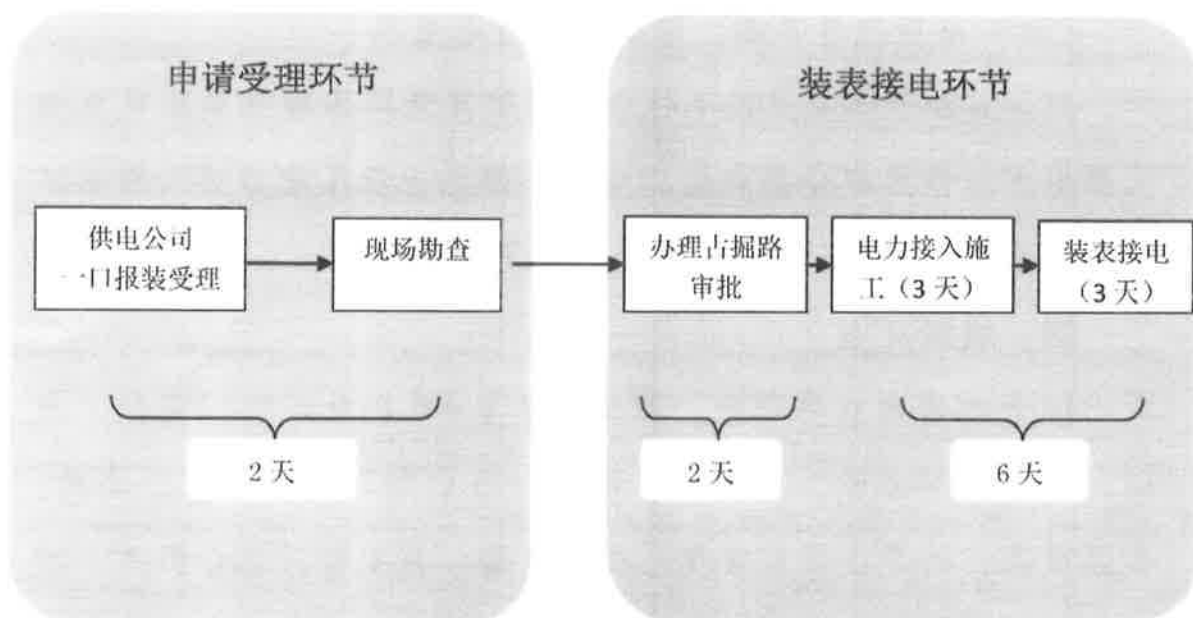 申请受理环节
装表接电环节
供电公司
一口报装受理
现场勘查
办理占掘路
审批
电力接入施
工（3 天）
装表接电
（3 天）
2 天
2 天
6 天